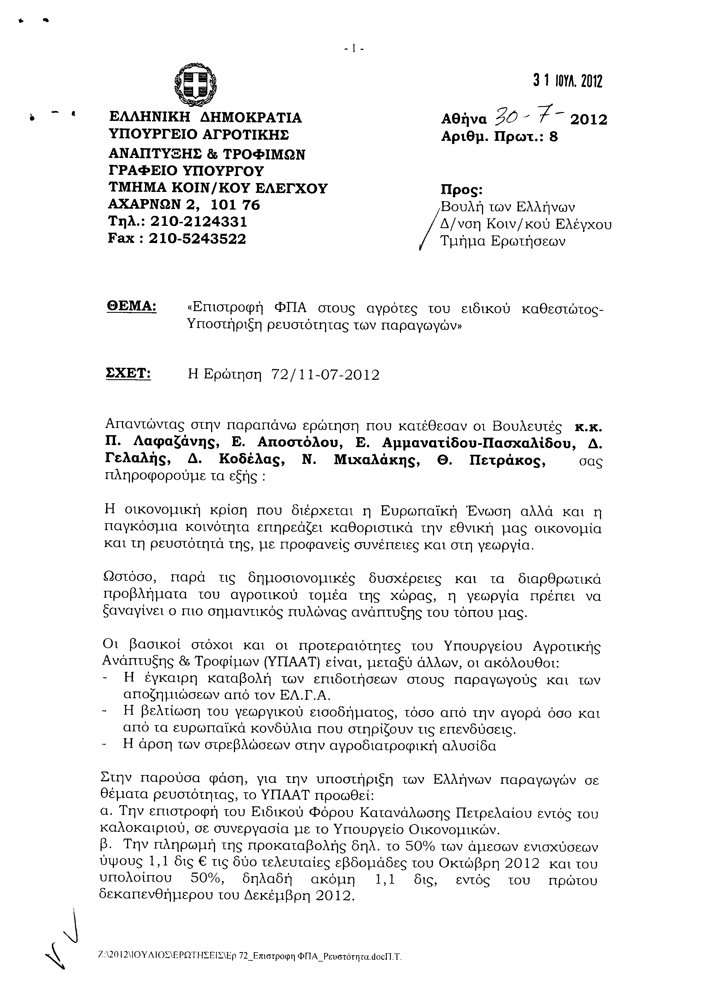 - 1 -
3 1 ΙΟΥΛ. 2012
ΕΛΛΗΝΙΚΗ ΔΗΜΟΚΡΑΤΙΑ
ΥΠΟΥΡΓΕΙΟ ΑΓΡΟΤΙΚΗΣ
ΑΝΑΠΤΥΞΗΣ & ΤΡΟΦΙΜΩΝ
ΓΡΑΦΕΙΟ ΥΠΟΥΡΓΟΥ
ΤΜΗΜΑ ΚΟΙΝ/ΚΟΥ ΕΛΕΓΧΟΥ
ΑΧΑΡΝΩΝ 2, 101 76
Τηλ.: 210-2124331
Fax : 210-5243522
Αθήνα 30 - 7 - 2012
Αριθμ. Πρωτ.: 8
Προς:
Βουλή των Ελλήνων
Δ/νση Κοιν/κού Ελέγχου
Τμήμα Ερωτήσεων
ΘΕΜΑ: «Επιστροφή ΦΠΑ στους αγρότες του ειδικού καθεστώτος-
Υποστήριξη ρευστότητας των παραγωγών»
ΣΧΕΤ: Η Ερώτηση 72/11-07-2012
Απαντώντας στην παραπάνω ερώτηση που κατέθεσαν οι Βουλευτές κ.κ.
Π. Λαφαζάνης, Ε. Αποστόλου, Ε. Αμμανατίδου-Πασχαλίδου, Δ.
Γελαλής, Δ. Κοδέλας, Ν. Μιχαλάκης, Θ. Πετράκος, σας
πληροφορούμε τα εξής :
Η οικονομική κρίση που διέρχεται η Ευρωπαϊκή Ένωση αλλά και η
παγκόσμια κοινότητα επηρεάζει καθοριστικά την εθνική μας οικονομία
και τη ρευστότητά της, με προφανείς συνέπειες και στη γεωργία.
Ωστόσο, παρά τις δημοσιονομικές δυσχέρειες και τα διαρθρωτικά
προβλήματα του αγροτικού τομέα της χώρας, η γεωργία πρέπει να
ξαναγίνει ο πιο σημαντικός πυλώνας ανάπτυξης του τόπου μας.
Οι βασικοί στόχοι και οι προτεραιότητες του Υπουργείου Αγροτικής
Ανάπτυξης & Τροφίμων (ΥΠΑΑΤ) είναι, μεταξύ άλλων, οι ακόλουθοι:
- Η έγκαιρη καταβολή των επιδοτήσεων στους παραγωγούς και των
αποζημιώσεων από τον ΕΛ.Γ.Α.
- Η βελτίωση του γεωργικού εισοδήματος, τόσο από την αγορά όσο και
από τα ευρωπαϊκά κονδύλια που στηρίζουν τις επενδύσεις.
- Η άρση των στρεβλώσεων στην αγροδιατροφική αλυσίδα
Στην παρούσα φάση, για την υποστήριξη των Ελλήνων παραγωγών σε
θέματα ρευστότητας, το ΥΠΑΑΤ προωθεί:
α. Την επιστροφή του Ειδικού Φόρου Κατανάλωσης Πετρελαίου εντός του
καλοκαιριού, σε συνεργασία με το Υπουργείο Οικονομικών.
β. Την πληρωμή της προκαταβολής δηλ. το 50% των άμεσων ενισχύσεων
ύψους 1,1 δις € τις δύο τελευταίες εβδομάδες του Οκτώβρη 2012 και του
υπολοίπου 50%, δηλαδή ακόμη 1,1 δις, εντός του πρώτου
δεκαπενθήμερου του Δεκέμβρη 2012.
Z:\2012\ΙΟΥΛΙΟΣ\ΕΡΩΤΗΣΕΙΣ\Ερ 72_Επιστροφη ΦΠΑ_Ρευστότητα.docΠ.Τ.